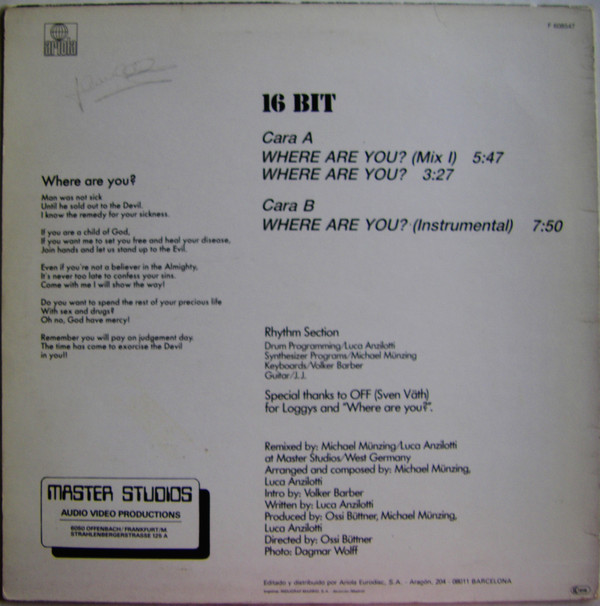 ariola
F 608547
16 BIT
Cara A
WHERE ARE YOU? (Mix I) 5:47
WHERE ARE YOU? 3:27
Cara B
WHERE ARE YOU? (Instrumental) 7:50
Where are you?
Man was not sick
Until he sold out to the Devil.
I know the remedy for your sickness.
If you are a child of God,
If you want me to set you free and heal your disease,
Join hands and let us stand up to the Evil.
Even if you're not a believer in the Almighty,
It's never too late to confess your sins.
Come with me I will show the way!
Do you want to spend the rest of your precious life
With sex and drugs?
Oh no, God have mercy!
Remember you will pay on judgement day.
The time has come to exorcise the Devil
in you!!
Rhythm Section
Drum Programming/Luca Anzilotti
Synthesizer Programs/Michael Münzing
Keyboards/Volker Barber
Guitar/J.J.
Special thanks to OFF (Sven Väth)
for Loggys and "Where are you?".
Remixed by: Michael Münzing/Luca Anzilotti
at Master Studios/West Germany
Arranged and composed by: Michael Münzing,
Luca Anzilotti
Intro by: Volker Barber
Written by: Luca Anzilotti
Produced by: Ossi Büttner, Michael Münzing,
Luca Anzilotti
Directed by: Ossi Büttner
Photo: Dagmar Wolff
MASTER STUDIOS
AUDIO VIDEO PRODUCTIONS
6050 OFFENBACH/FRANKFURT/M.
STRAHLENBERGERSTRASSE 125 A
Editado y distribuido por Ariola Eurodisc, S.A. - Aragón, 204 - 08011 BARCELONA